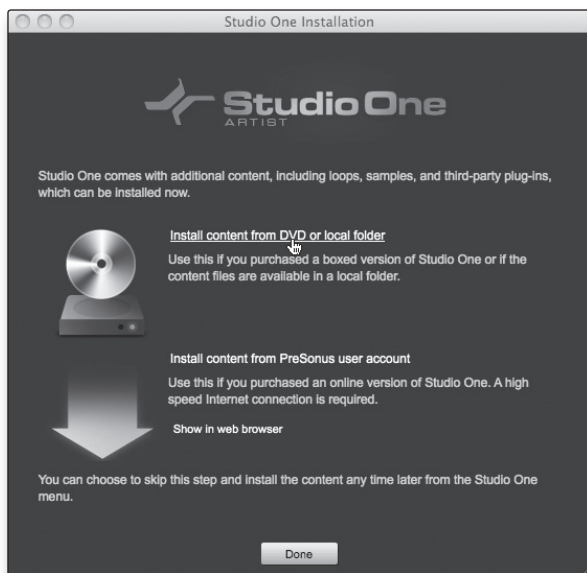 Studio One Installation
Studio One
ARTIST
Studio One comes with additional content, including loops, samples, and third-party plug-ins,
which can be installed now.
Install content from DVD or local folder
Use this if you purchased a boxed version of Studio One or if the
content files are available in a local folder.
Install content from PreSonus user account
Use this if you purchased an online version of Studio One. A high
speed Internet connection is required.
Show in web browser
You can choose to skip this step and install the content any time later from the Studio One
menu.
Done